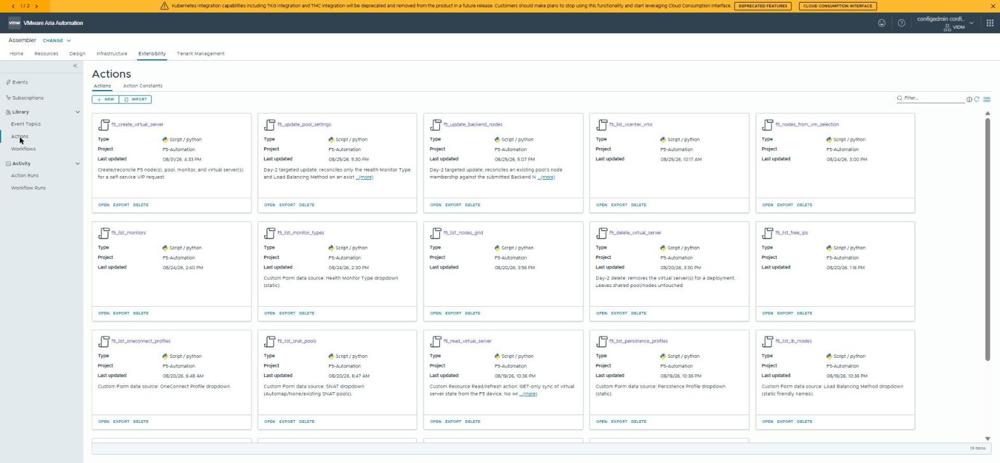 1 / 2
Kubernetes integration capabilities including TKG integration and TMC integration will be deprecated and removed from the product in a future release. Customers should make plans to stop using this functionality and start leveraging Cloud Consumption Interface.
DEPRECATED FEATURES
CLOUD CONSUMPTION INTERFACE
vmw VMware Aria Automation
configadmin confi...
VIDM
Assembler CHANGE
Home Resources Design Infrastructure Extensibility Tenant Management
Events
Subscriptions
Library
Event Topics
Actions
Workflows
Activity
Action Runs
Workflow Runs
Actions
Actions Action Constants
NEW IMPORT
Filter...
f5_create_virtual_server
Type Script / python
Project F5-Automation
Last updated 08/31/26, 4:33 PM
Create/reconcile F5 node(s), pool, monitor, and virtual server(s)
for a self-service VIP request.
OPEN EXPORT DELETE
f5_update_pool_settings
Type Script / python
Project F5-Automation
Last updated 08/25/26, 5:30 PM
Day-2 targeted update: reconciles only the Health Monitor Type
and Load Balancing Method on an exist ...(more)
OPEN EXPORT DELETE
f5_update_backend_nodes
Type Script / python
Project F5-Automation
Last updated 08/25/26, 5:07 PM
Day-2 targeted update: reconciles an existing pool's node
membership against the submitted Backend N ...(more)
OPEN EXPORT DELETE
f5_list_vcenter_vms
Type Script / python
Project F5-Automation
Last updated 08/25/26, 10:17 AM
OPEN EXPORT DELETE
f5_nodes_from_vm_selection
Type Script / python
Project F5-Automation
Last updated 08/24/26, 3:00 PM
OPEN EXPORT DELETE
f5_list_monitors
Type Script / python
Project F5-Automation
Last updated 08/24/26, 2:40 PM
OPEN EXPORT DELETE
f5_list_monitor_types
Type Script / python
Project F5-Automation
Last updated 08/24/26, 2:30 PM
Custom Form data source: Health Monitor Type dropdown
(static).
OPEN EXPORT DELETE
f5_list_nodes_grid
Type Script / python
Project F5-Automation
Last updated 08/20/26, 3:56 PM
OPEN EXPORT DELETE
f5_delete_virtual_server
Type Script / python
Project F5-Automation
Last updated 08/20/26, 3:30 PM
Day-2 delete: removes the virtual server(s) for a deployment.
Leaves shared pool/nodes untouched.
OPEN EXPORT DELETE
f5_list_free_ips
Type Script / python
Project F5-Automation
Last updated 08/20/26, 1:16 PM
OPEN EXPORT DELETE
f5_list_oneconnect_profiles
Type Script / python
Project F5-Automation
Last updated 08/20/26, 6:48 AM
Custom Form data source: OneConnect Profile dropdown.
OPEN EXPORT DELETE
f5_list_snat_pools
Type Script / python
Project F5-Automation
Last updated 08/20/26, 6:47 AM
Custom Form data source: SNAT dropdown
(Automap/None/existing SNAT pools).
OPEN EXPORT DELETE
f5_read_virtual_server
Type Script / python
Project F5-Automation
Last updated 08/19/26, 10:36 PM
Custom Resource Read/refresh action: GET-only sync of virtual
server state from the F5 device. No wr ...(more)
OPEN EXPORT DELETE
f5_list_persistence_profiles
Type Script / python
Project F5-Automation
Last updated 08/19/26, 10:36 PM
Custom Form data source: Persistence Profile dropdown
(static).
OPEN EXPORT DELETE
f5_list_lb_modes
Type Script / python
Project F5-Automation
Last updated 08/19/26, 10:36 PM
Custom Form data source: Load Balancing Method dropdown
(static friendly names).
OPEN EXPORT DELETE
19 items